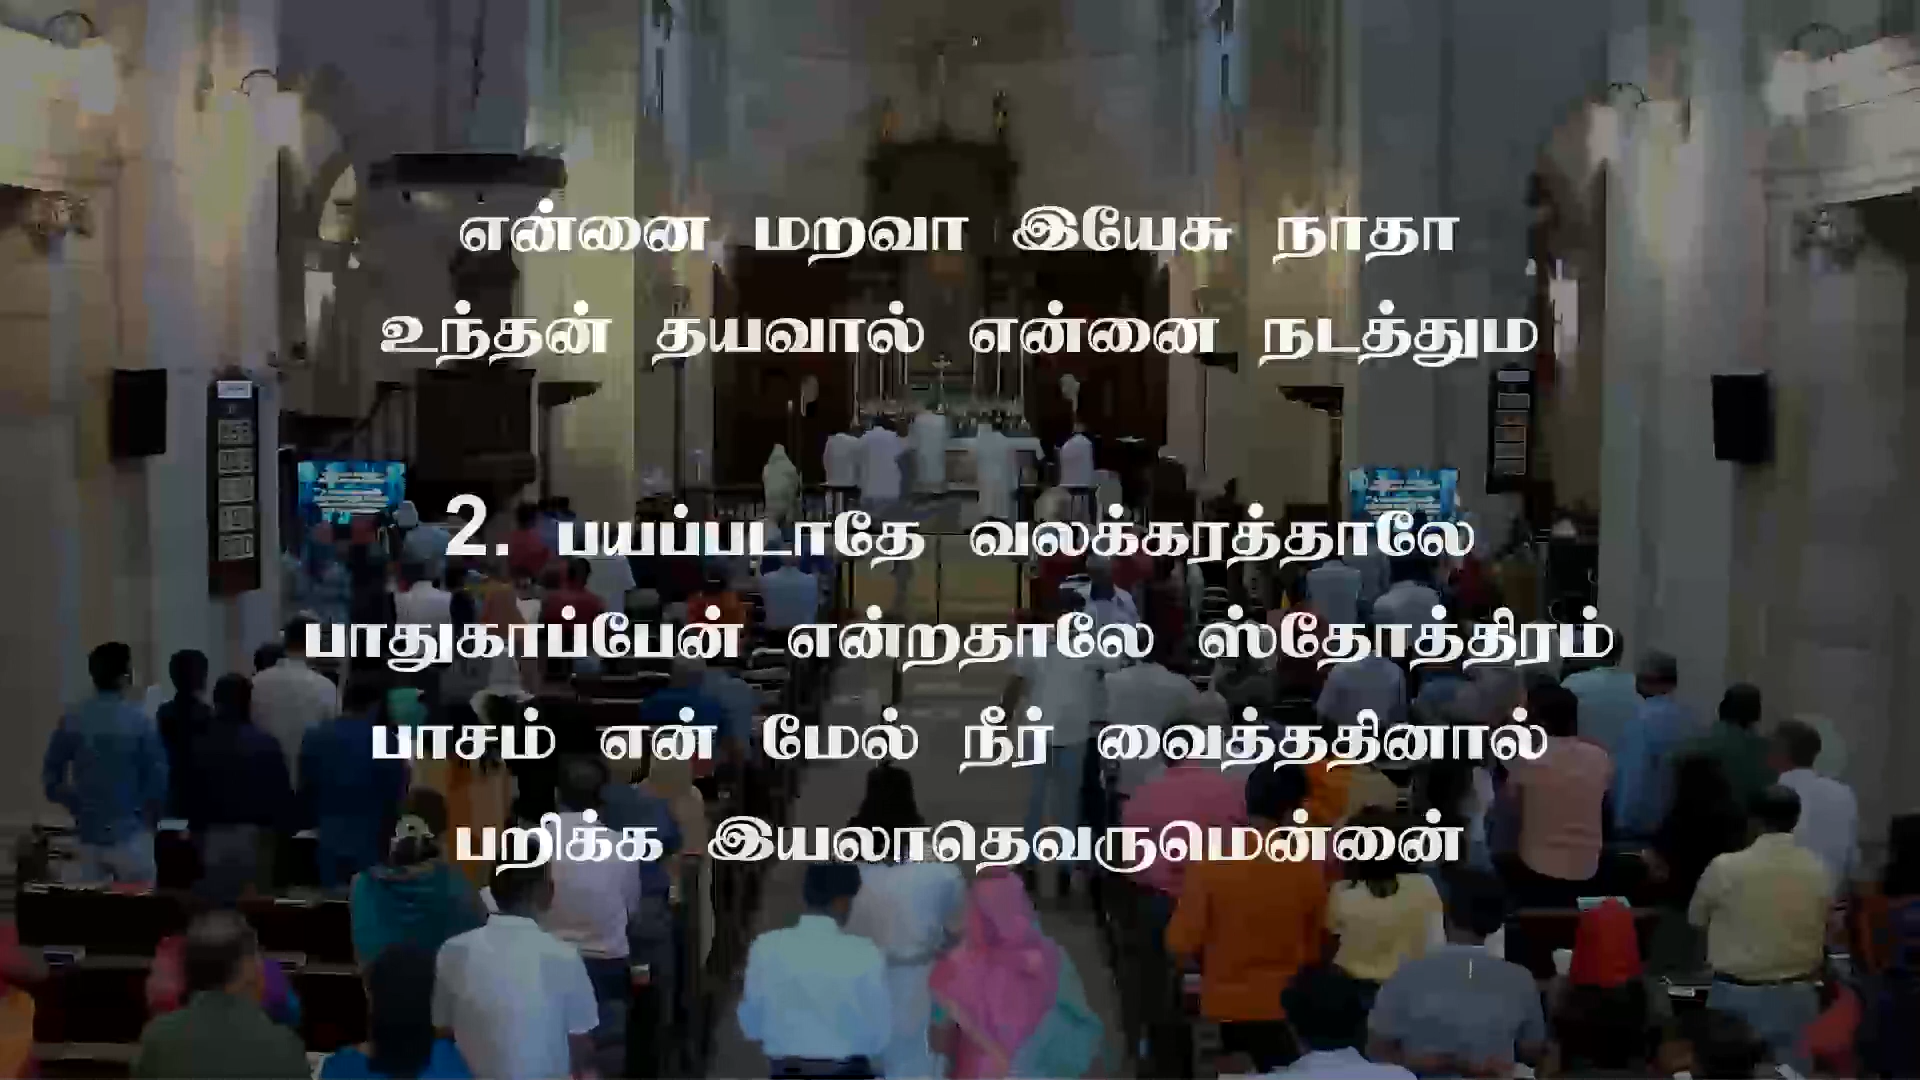 என்னை மறவா இயேசு நாதா
உந்தன் தயவால் என்னை நடத்தும
2. பயப்படாதே வலக்கரத்தாலே
பாதுகாப்பேன் என்றதாலே ஸ்தோத்திரம்
பாசம் என் மேல் நீர் வைத்ததினால்
பறிக்க இயலாதெவருமென்னை்